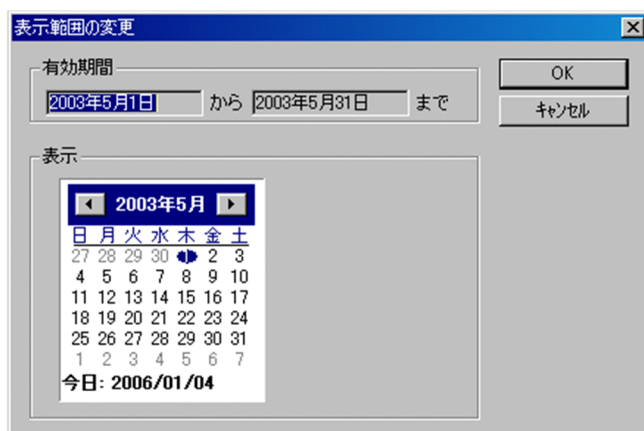 表示範囲の変更
有効期間
2003年5月1日 から 2003年5月31日 まで
OK
キャンセル
表示
2003年5月
日 月 火 水 木 金 土
27 28 29 30 1 2 3
4 5 6 7 8 9 10
11 12 13 14 15 16 17
18 19 20 21 22 23 24
25 26 27 28 29 30 31
1 2 3 4 5 6 7
今日: 2006/01/04